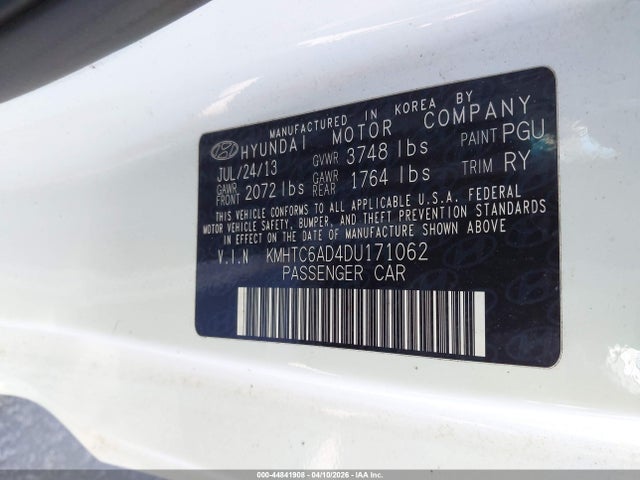 MANUFACTURED IN KOREA BY
HYUNDAI MOTOR COMPANY
JUL/24/13 GVWR 3748 lbs PAINT PGU
GAWR FRONT 2072 lbs GAWR REAR 1764 lbs TRIM RY
THIS VEHICLE CONFORMS TO ALL APPLICABLE U.S.A. FEDERAL
MOTOR VEHICLE SAFETY, BUMPER, AND THEFT PREVENTION STANDARDS
IN EFFECT ON THE DATE OF MANUFACTURE SHOWN ABOVE
V.I.N KMHTC6AD4DU171062
PASSENGER CAR
000-44841908 - 04/10/2026 - IAA Inc.